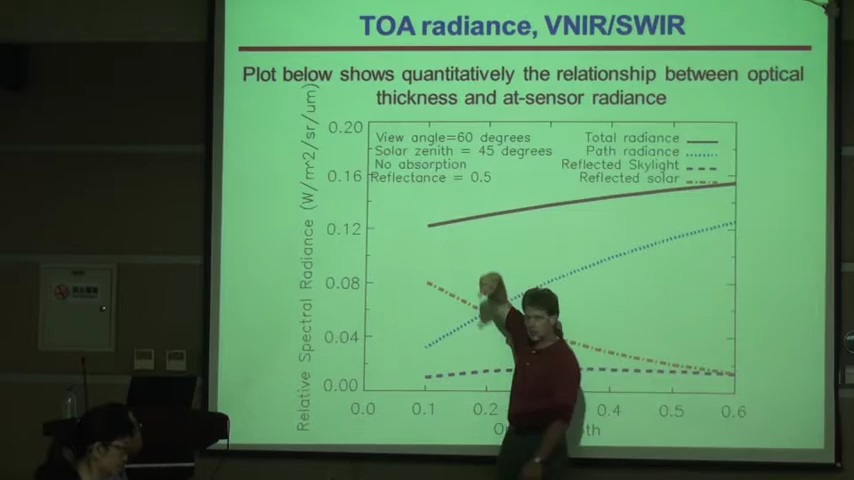 TOA radiance, VNIR/SWIR
Plot below shows quantitatively the relationship between optical
thickness and at-sensor radiance
Relative Spectral Radiance (W/m2/sr/um)
0.20
0.16
0.12
0.08
0.04
0.00
View angle=60 degrees
Solar zenith = 45 degrees
No absorption
Reflectance = 0.5
Total radiance
Path radiance
Reflected Skylight
Reflected solar
0.0 0.1 0.2 0.4 0.5 0.6